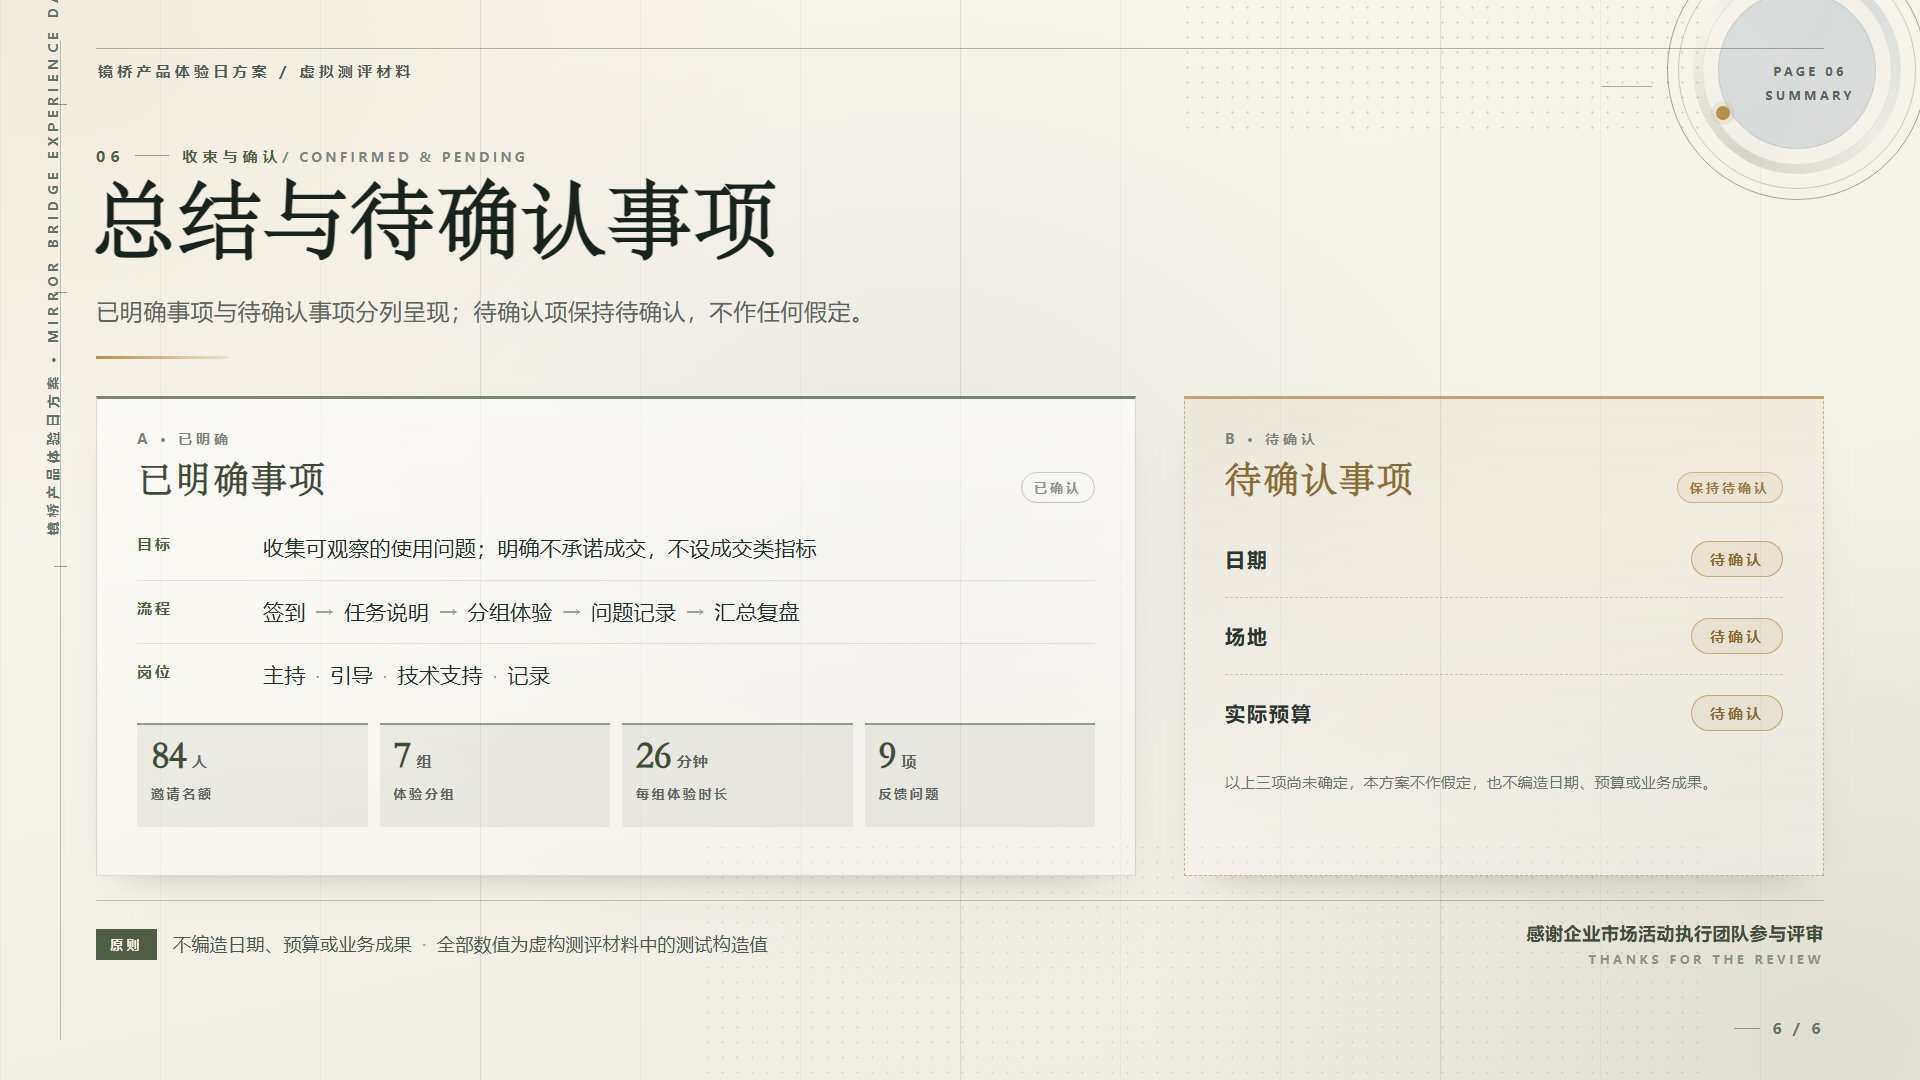 镜桥产品体验日方案 / 虚拟测评材料
PAGE 06
SUMMARY
镜桥产品体验日方案 • MIRROR BRIDGE EXPERIENCE
06 收束与确认/ CONFIRMED & PENDING
总结与待确认事项
已明确事项与待确认事项分列呈现；待确认项保持待确认，不作任何假定。
A • 已明确
已明确事项
已确认
目标 收集可观察的使用问题；明确不承诺成交，不设成交类指标
流程 签到 → 任务说明 → 分组体验 → 问题记录 → 汇总复盘
岗位 主持 · 引导 · 技术支持 · 记录
84 人
邀请名额
7 组
体验分组
26 分钟
每组体验时长
9 项
反馈问题
B • 待确认
待确认事项
保持待确认
日期 待确认
场地 待确认
实际预算 待确认
以上三项尚未确定，本方案不作假定，也不编造日期、预算或业务成果。
原则 不编造日期、预算或业务成果 · 全部数值为虚构测评材料中的测试构造值
感谢企业市场活动执行团队参与评审
THANKS FOR THE REVIEW
6 / 6